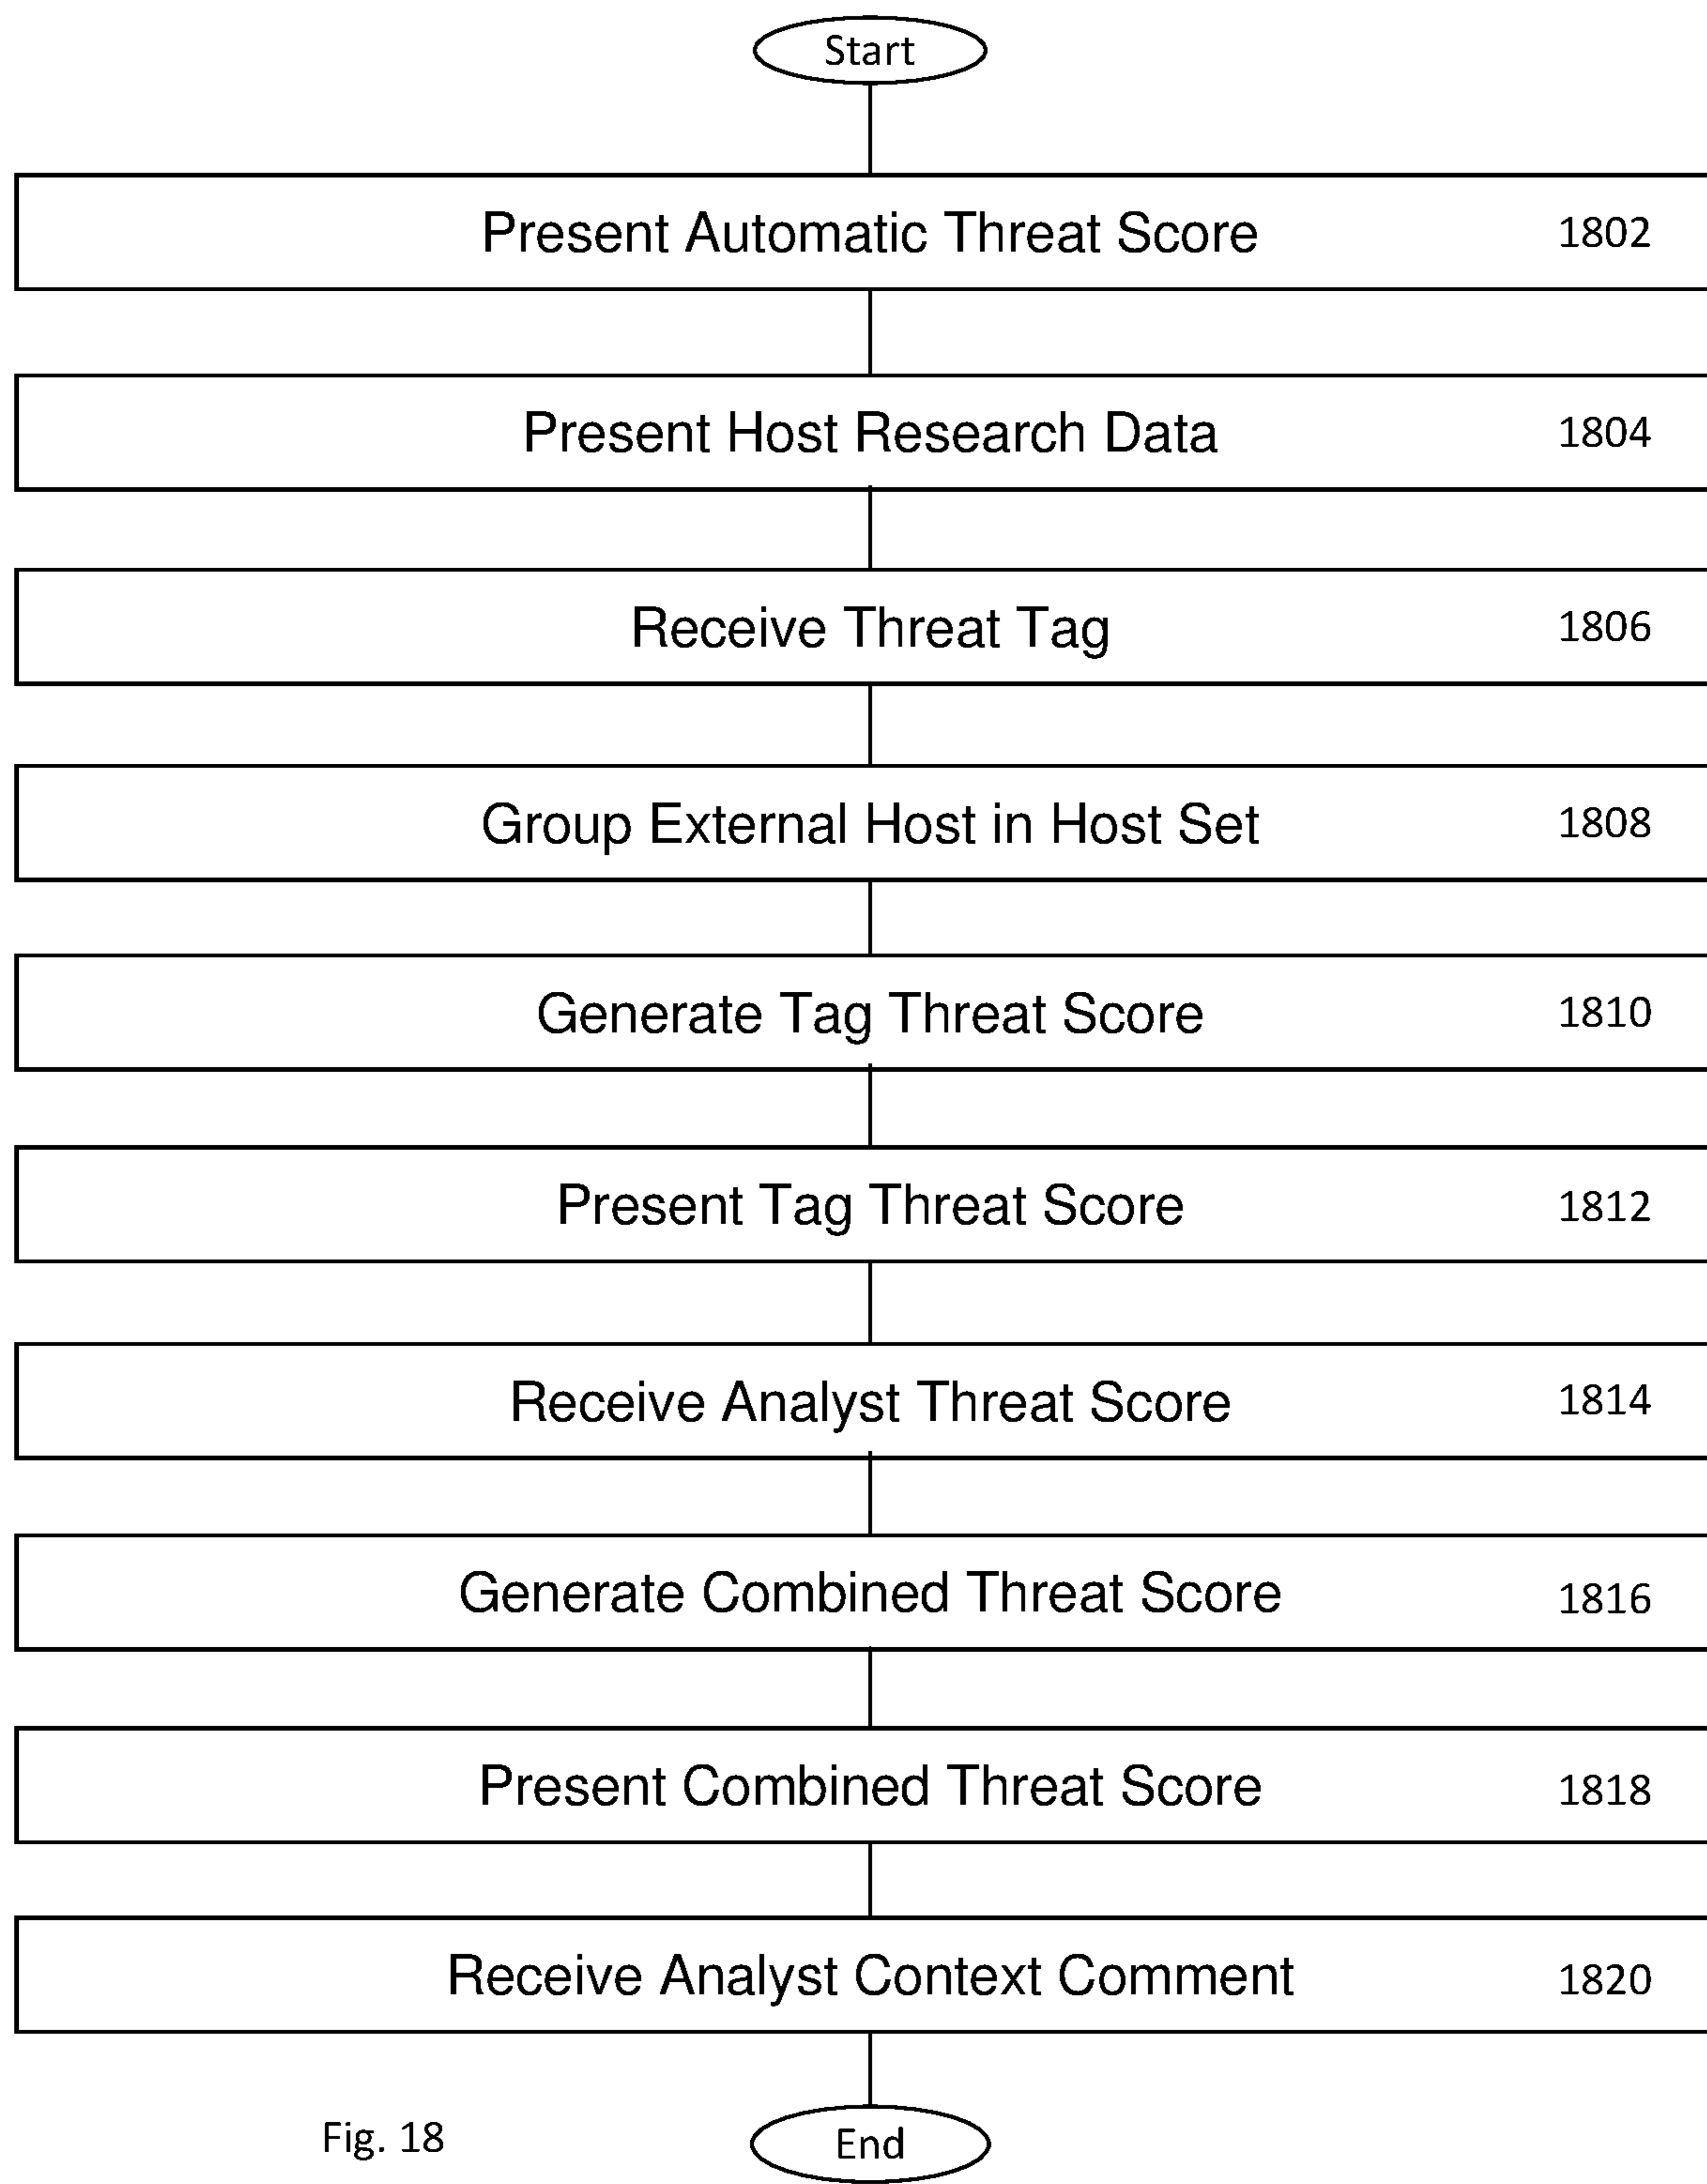 Start
Present Automatic Threat Score 1802
Present Host Research Data 1804
Receive Threat Tag 1806
Group External Host in Host Set 1808
Generate Tag Threat Score 1810
Present Tag Threat Score 1812
Receive Analyst Threat Score 1814
Generate Combined Threat Score 1816
Present Combined Threat Score 1818
Receive Analyst Context Comment 1820
Fig. 18
End